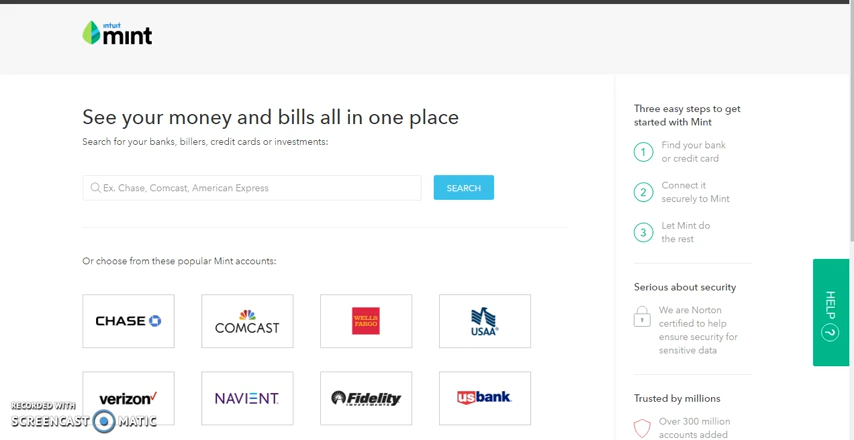 intuit
mint
See your money and bills all in one place
Search for your banks, billers, credit cards or investments:
Ex. Chase, Comcast, American Express
SEARCH
Or choose from these popular Mint accounts:
CHASE
COMCAST
WELLS
FARGO
USAA®
verizon✓
NAVIENT.
Fidelity
INVESTMENTS
usbank.
Three easy steps to get
started with Mint
1
Find your bank
or credit card
2
Connect it
securely to Mint
3
Let Mint do
the rest
Serious about security
We are Norton
certified to help
ensure security for
sensitive data
Trusted by millions
Over 300 million
accounts added
HELP ?
RECORDED WITH
SCREENCAST MATIC